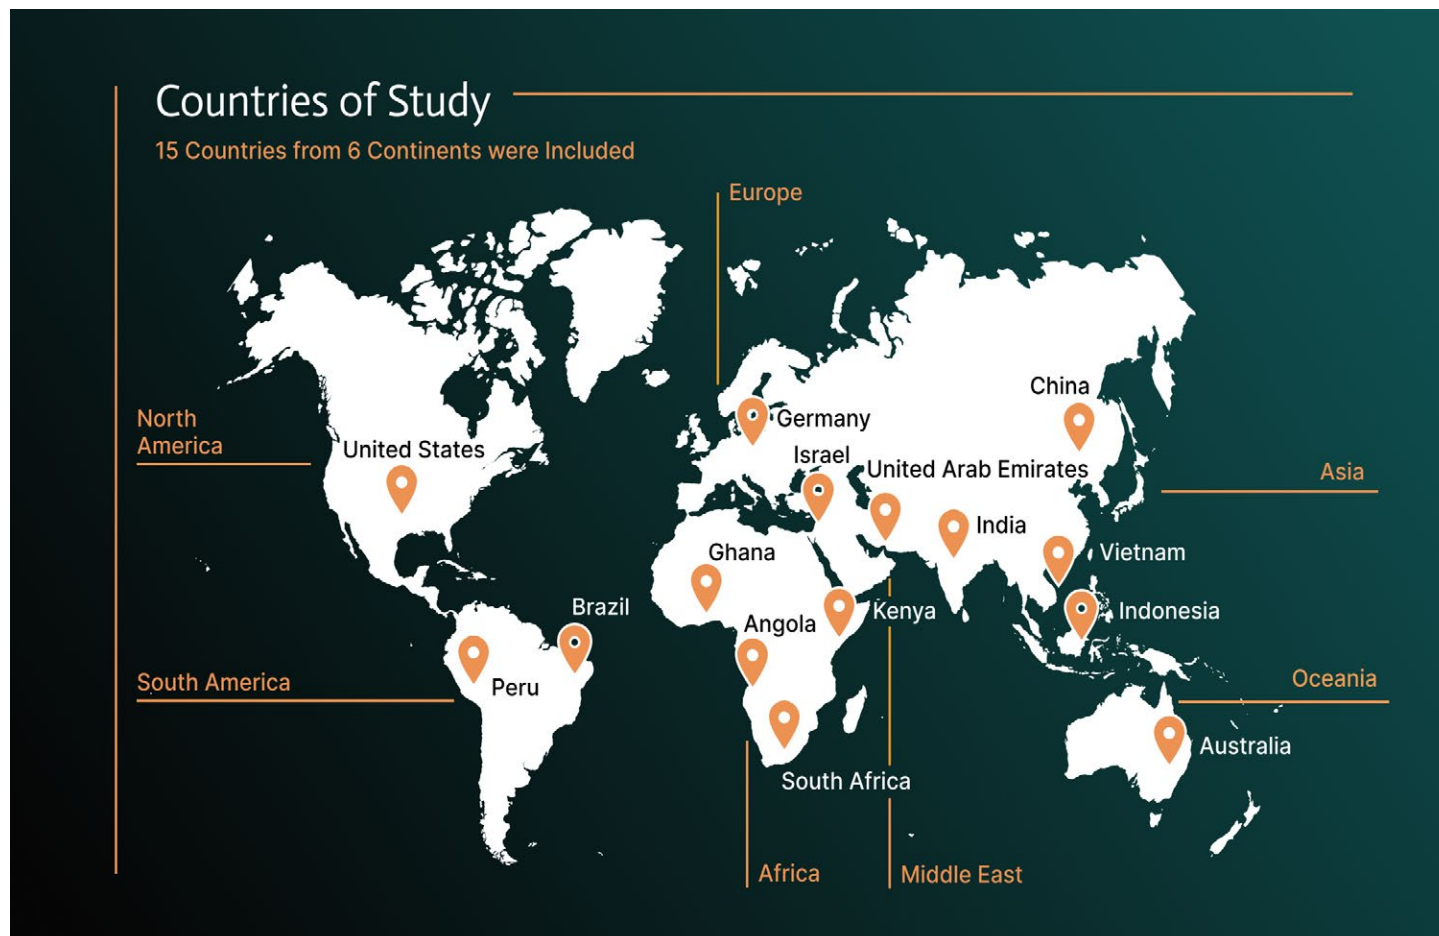 Countries of Study
15 Countries from 6 Continents were Included
Europe
China
North
America
Germany
United States
Israel
United Arab Emirates
Asia
India
Ghana
Vietnam
Brazil
Kenya
Indonesia
Angola
South America
Peru
Oceania
Australia
South Africa
Africa
Middle East